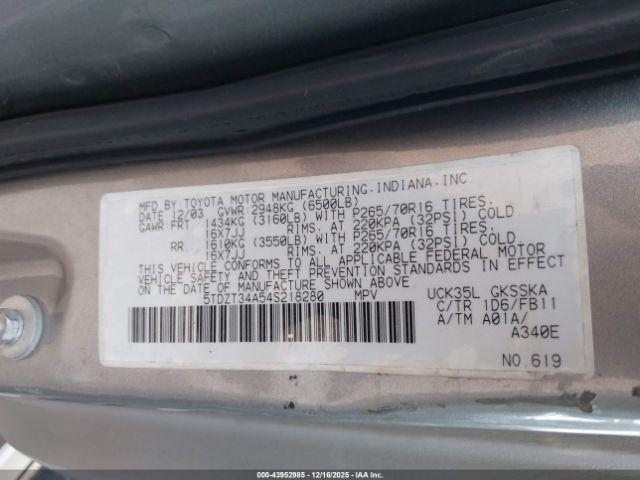 MFD.BY:TOYOTA MOTOR MANUFACTURING.INDIANA.INC
DATE 12/03 GVWR 2948KG (6500LB)
GAWR FRT 1434KG (3160LB) WITH P265/70R16 TIRES.
16X7JJ RIMS. AT 220KPA (32PSI) COLD
RR 1610KG (3550LB) WITH P265/70R16 TIRES.
16X7JJ RIMS. AT 220KPA (32PSI) COLD
THIS VEHICLE CONFORMS TO ALL APPLICABLE FEDERAL MOTOR
VEHICLE SAFETY AND THEFT PREVENTION STANDARDS IN EFFECT
ON THE DATE OF MANUFACTURE SHOWN ABOVE.
5TDZT34A54S218280 MPV UCK35L GKSSKA
C/TR 1D6/FB11
A/TM A01A/
A340E
NO.619
000-43952985 | 12/16/2025 | Copart IAA